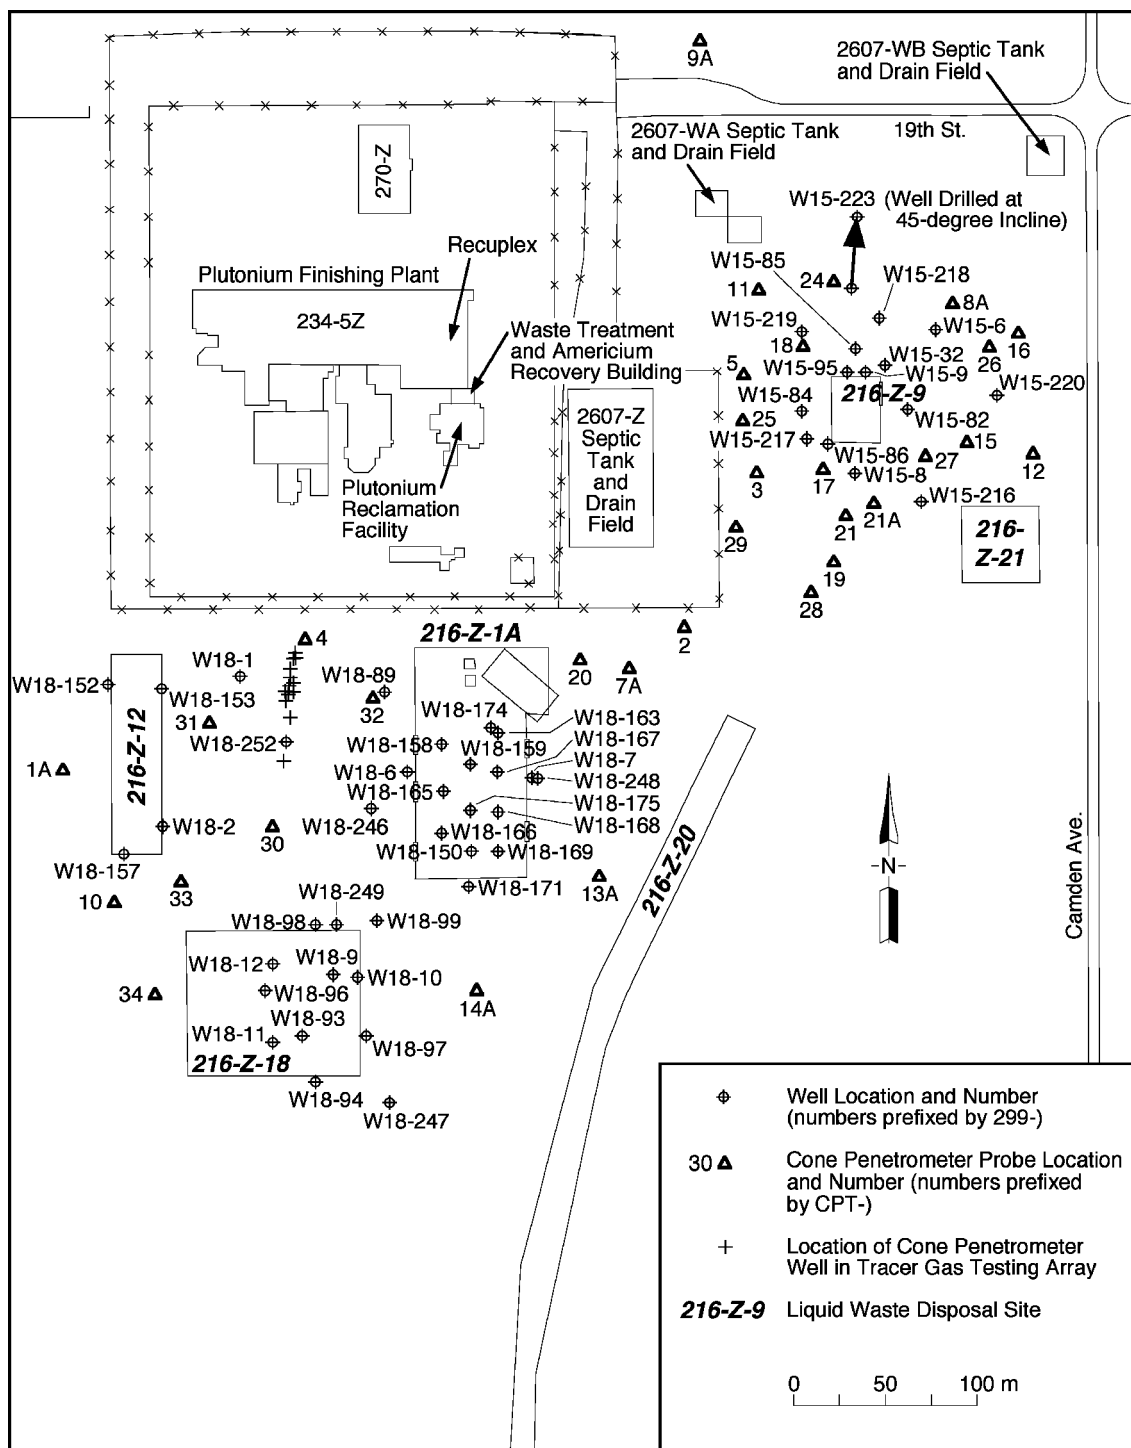 9A
2607-WB Septic Tank
and Drain Field
19th St.
2607-WA Septic Tank
and Drain Field
270-Z
W15-223 (Well Drilled at
45-degree Incline)
Recuplex
Plutonium Finishing Plant
234-5Z
Waste Treatment
and Americium
Recovery Building
W15-85
24
W15-218
11
8A
W15-219
W15-6
18
26
16
5
W15-95
W15-32
W15-9
W15-220
216-Z-9
W15-84
25
W15-82
W15-217
15
W15-86
27
12
3
17
W15-8
W15-216
2607-Z
Septic
Tank
and
Drain
Field
Plutonium
Reclamation
Facility
29
21
21A
216-
Z-21
19
28
2
4
216-Z-1A
20
7A
W18-1
W18-89
W18-152
W18-153
31
32
216-Z-12
W18-252
1A
W18-174
W18-163
W18-158
W18-159
W18-167
W18-7
W18-6
W18-248
W18-165
W18-175
W18-246
W18-168
W18-2
30
W18-166
W18-150
W18-169
W18-157
W18-171
13A
216-Z-20
10
33
W18-249
W18-98
W18-99
W18-12
W18-9
W18-10
34
W18-96
14A
W18-93
W18-11
W18-97
216-Z-18
W18-94
W18-247
-N-
Camden Ave.
Well Location and Number
(numbers prefixed by 299-)
30
Cone Penetrometer Probe Location
and Number (numbers prefixed
by CPT-)
Location of Cone Penetrometer
Well in Tracer Gas Testing Array
216-Z-9 Liquid Waste Disposal Site
0 50 100 m